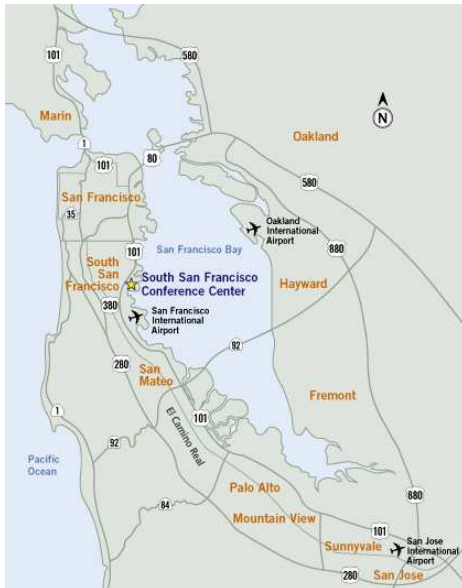 101
580
Marin
N
Oakland
1
101
80
580
San Francisco
35
Oakland
International
Airport
101
San Francisco Bay
880
South
San
Francisco
South San Francisco
Conference Center
Hayward
380
San Francisco
International
Airport
92
280
San
Mateo
Fremont
1
El Camino Real
101
92
Pacific
Ocean
Palo Alto
84
880
Mountain View
101
San Jose
International
Airport
Sunnyvale
280
San Jose